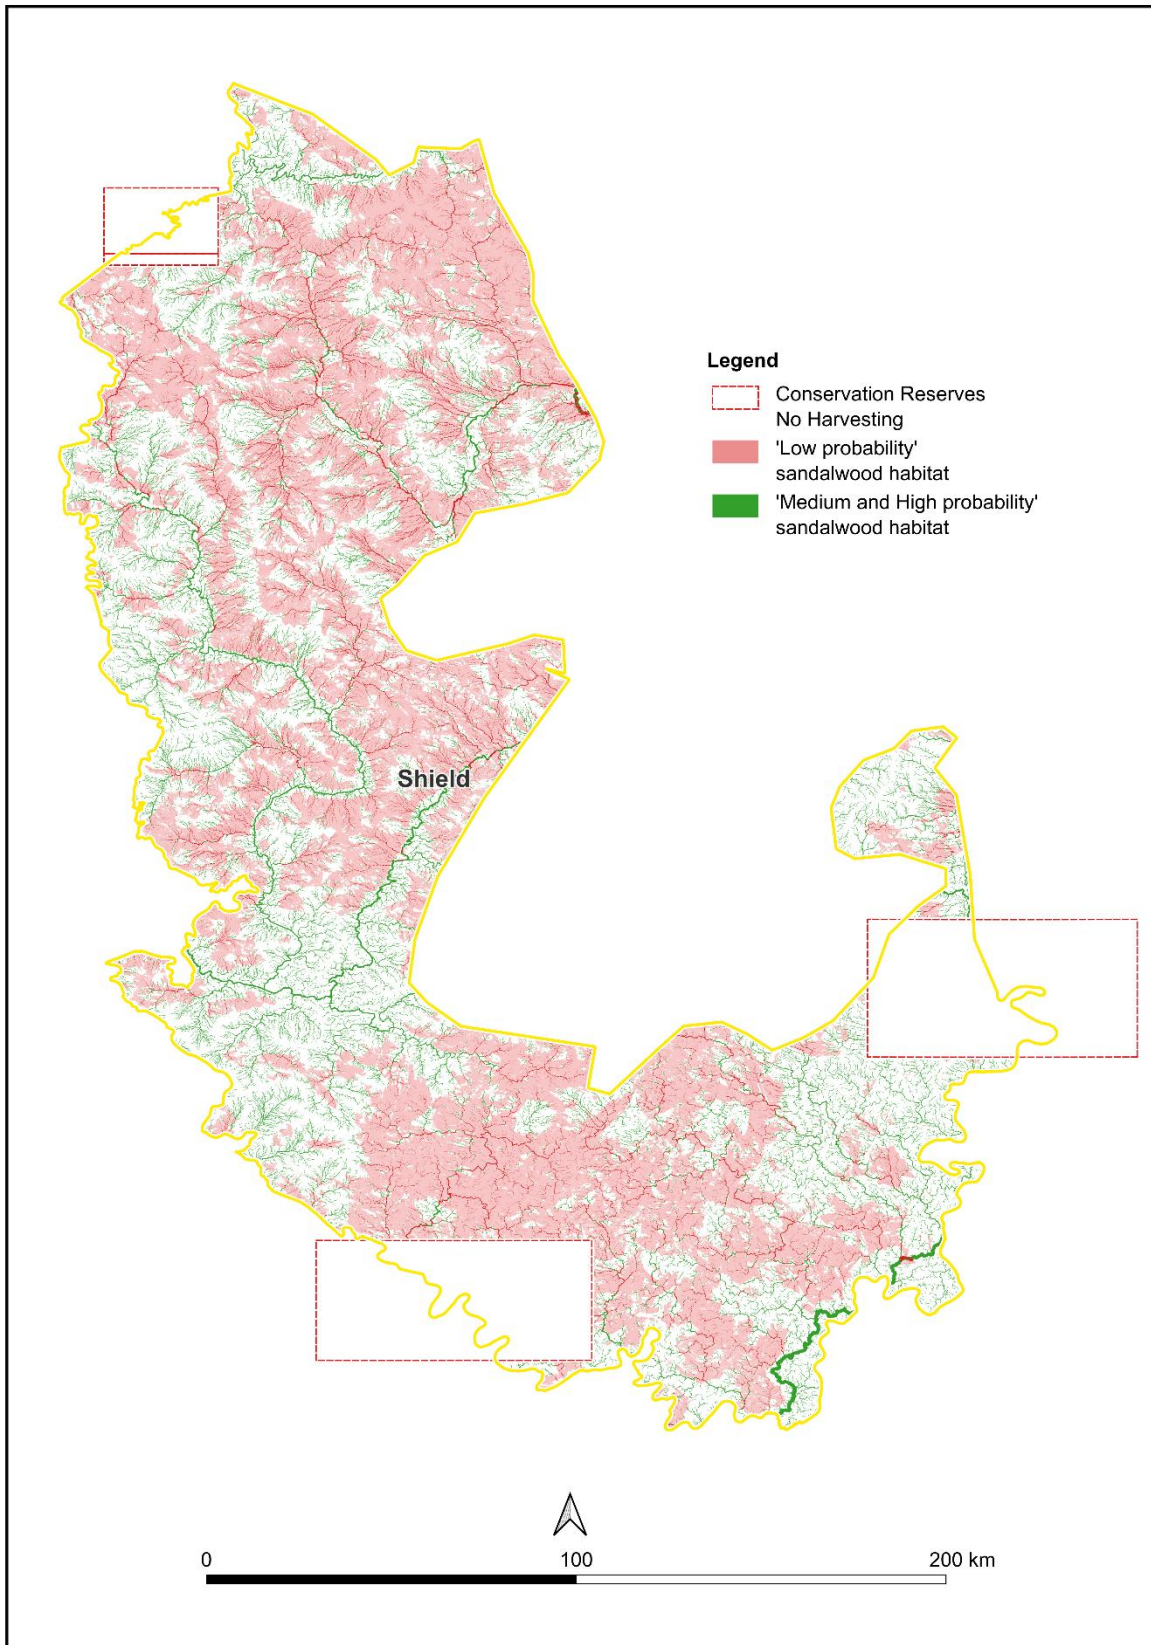 Legend
Conservation Reserves
No Harvesting
'Low probability'
sandalwood habitat
'Medium and High probability'
sandalwood habitat
Shield
0 100 200 km